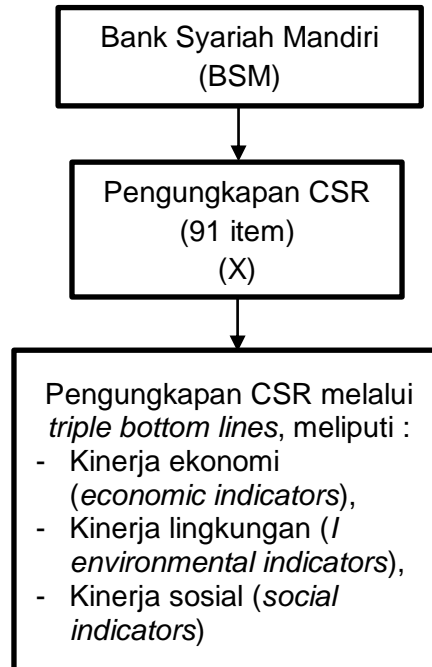 Bank Syariah Mandiri
(BSM)
Pengungkapan CSR
(91 item)
(X)
Pengungkapan CSR melalui
triple bottom lines, meliputi :
- Kinerja ekonomi
(economic indicators),
- Kinerja lingkungan (I
environmental indicators),
- Kinerja sosial (social
indicators)